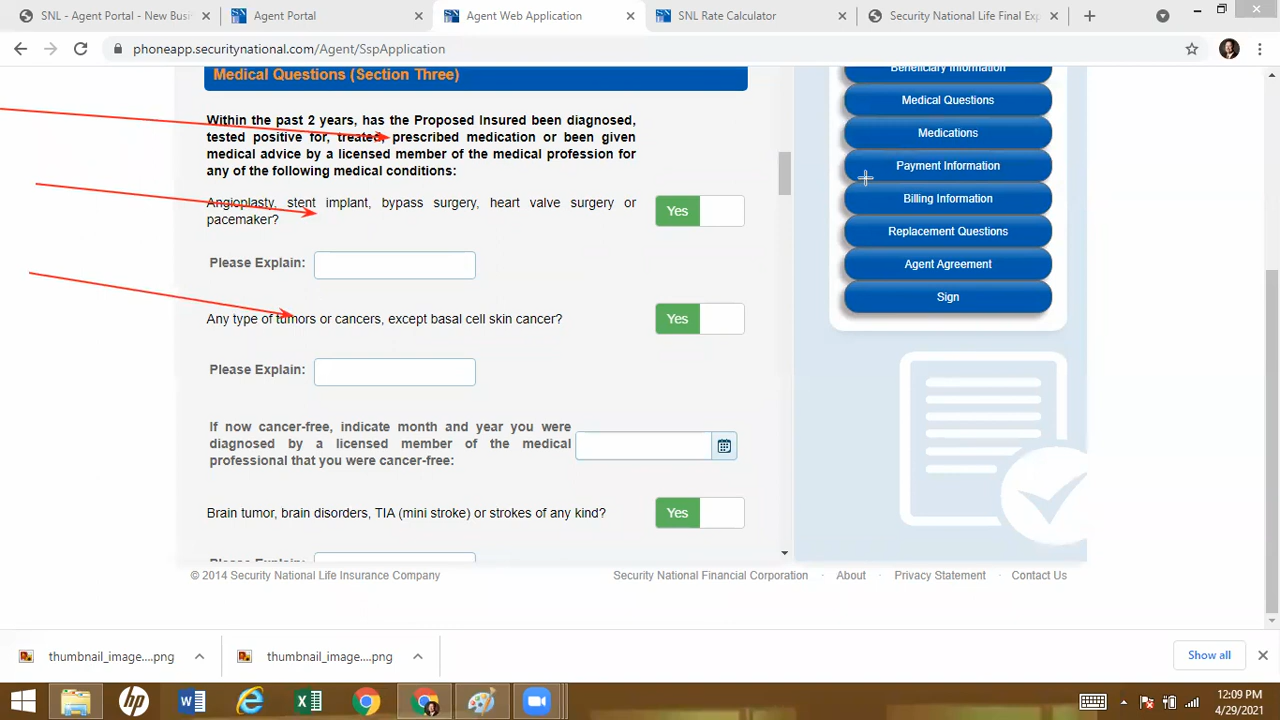 SNL - Agent Portal - New Busi
Agent Portal
Agent Web Application
SNL Rate Calculator
Security National Life Final Exp
phoneapp.securitynational.com/Agent/SspApplication
Medical Questions (Section Three)
Within the past 2 years, has the Proposed Insured been diagnosed,
tested positive for, treated, prescribed medication or been given
medical advice by a licensed member of the medical profession for
any of the following medical conditions:
Angioplasty, stent implant, bypass surgery, heart valve surgery or
pacemaker?
Yes
Please Explain:
Any type of tumors or cancers, except basal cell skin cancer?
Yes
Please Explain:
If now cancer-free, indicate month and year you were
diagnosed by a licensed member of the medical
professional that you were cancer-free:
Brain tumor, brain disorders, TIA (mini stroke) or strokes of any kind?
Yes
Please Explain:
Beneficiary Information
Medical Questions
Medications
Payment Information
Billing Information
Replacement Questions
Agent Agreement
Sign
© 2014 Security National Life Insurance Company
Security National Financial Corporation · About · Privacy Statement · Contact Us
thumbnail_image....png
thumbnail_image....png
Show all
12:09 PM
4/29/2021